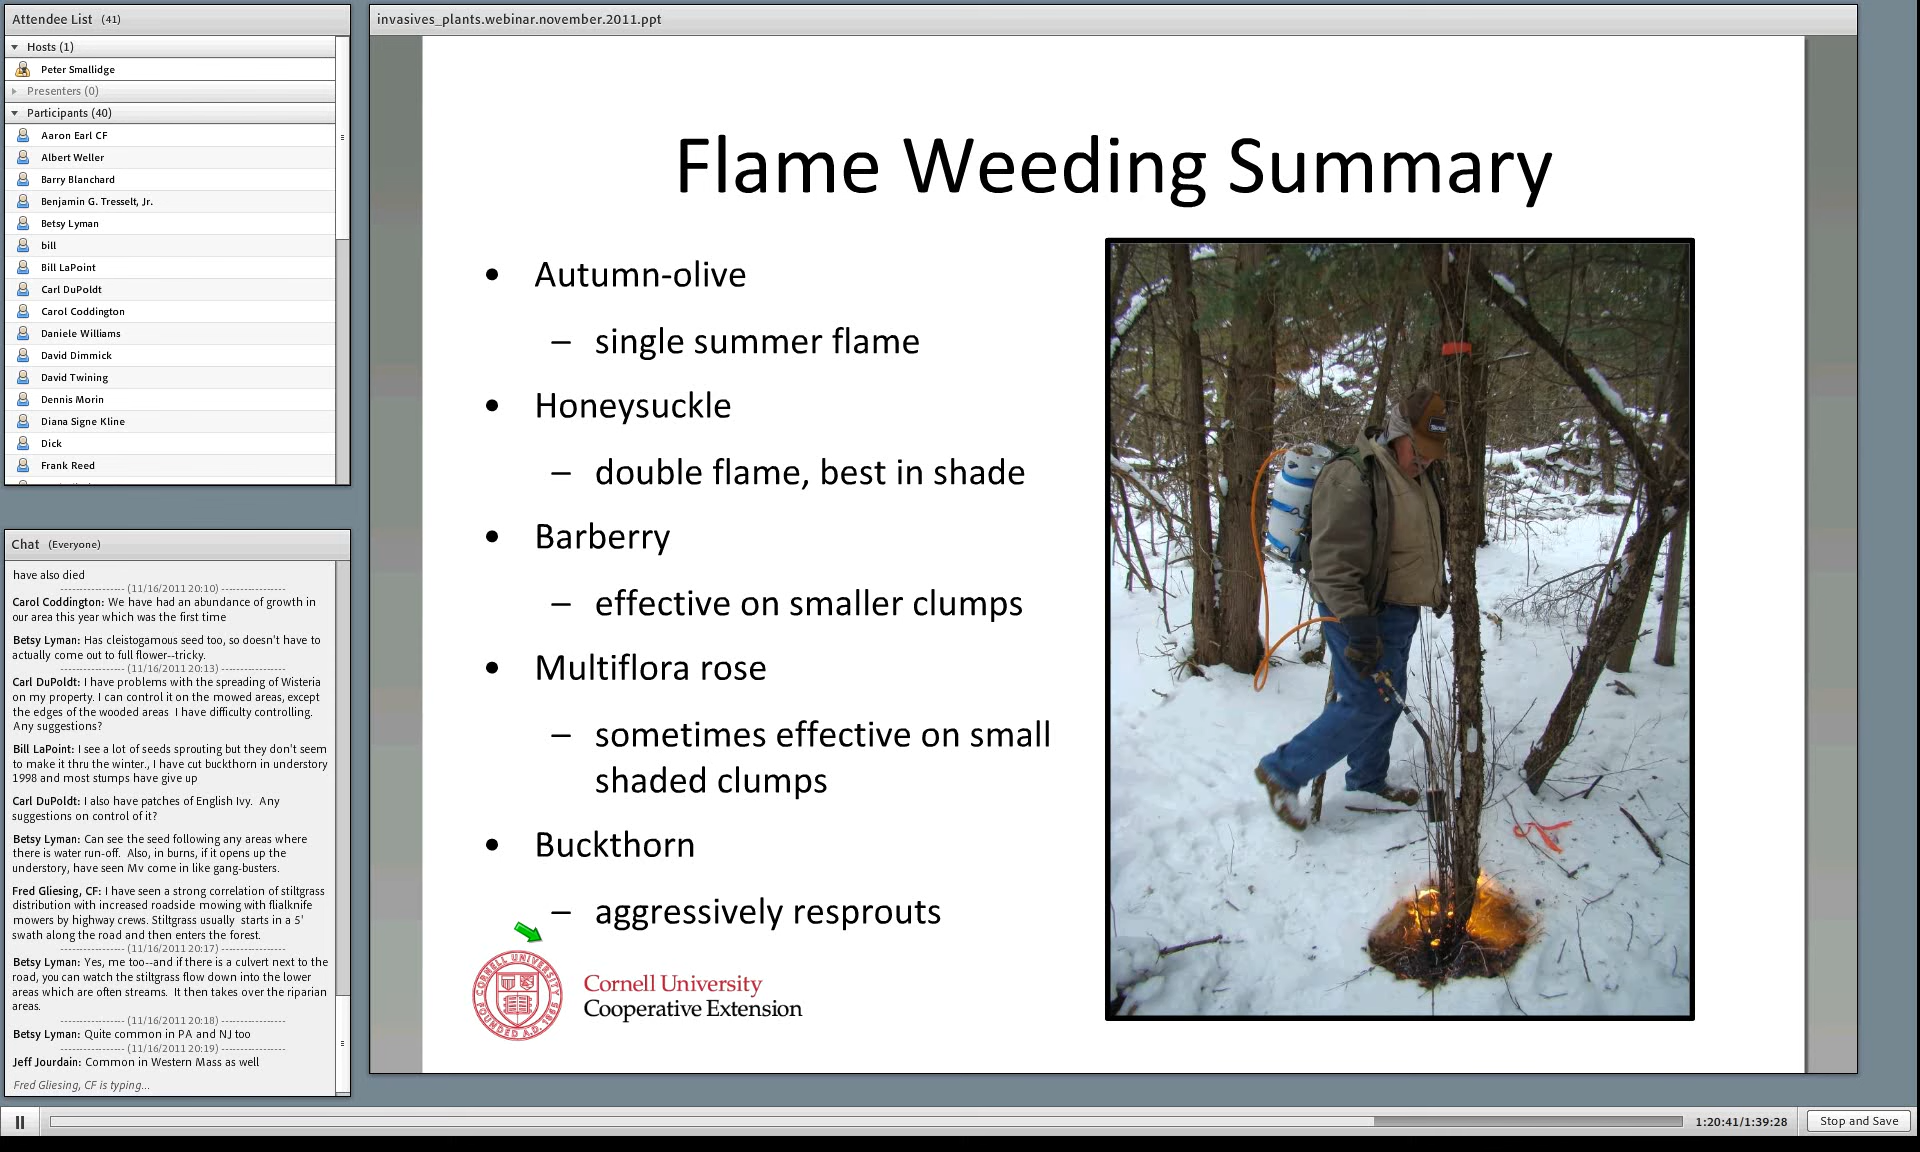 Attendee List (41)
Hosts (1)
Peter Smallidge
Presenters (0)
Participants (40)
Aaron Earl CF
Albert Weller
Barry Blanchard
Benjamin G. Tresselt, Jr.
Betsy Lyman
bill
Bill LaPoint
Carl DuPoldt
Carol Coddington
Daniele Williams
David Dimmick
David Twining
Dennis Morin
Diana Signe Kline
Dick
Frank Reed
Chat (Everyone)
have also died
----------------- (11/16/2011 20:10) -----------------
Carol Coddington: We have had an abundance of growth in
our area this year which was the first time
Betsy Lyman: Has cleistogamous seed too, so doesn't have to
actually come out to full flower--tricky.
----------------- (11/16/2011 20:13) -----------------
Carl DuPoldt: I have problems with the spreading of Wisteria
on my property. I can control it on the mowed areas, except
the edges of the wooded areas  I have difficulty controlling.
Any suggestions?
Bill LaPoint: I see a lot of seeds sprouting but they don't seem
to make it thru the winter., I have cut buckthorn in understory
1998 and most stumps have give up
Carl DuPoldt: I also have patches of English Ivy.  Any
suggestions on control of it?
Betsy Lyman: Can see the seed following any areas where
there is water run-off.  Also, in burns, if it opens up the
understory, have seen Mv come in like gang-busters.
Fred Gliesing, CF: I have seen a strong correlation of stiltgrass
distribution with increased roadside mowing with flialknife
mowers by highway crews. Stiltgrass usually  starts in a 5'
swath along the road and then enters the forest.
----------------- (11/16/2011 20:17) -----------------
Betsy Lyman: Yes, me too--and if there is a culvert next to the
road, you can watch the stiltgrass flow down into the lower
areas which are often streams.  It then takes over the riparian
areas.
----------------- (11/16/2011 20:18) -----------------
Betsy Lyman: Quite common in PA and NJ too
----------------- (11/16/2011 20:19) -----------------
Jeff Jourdain: Common in Western Mass as well
Fred Gliesing, CF is typing...
invasives_plants.webinar.november.2011.ppt
Flame Weeding Summary
• Autumn-olive
– single summer flame
• Honeysuckle
– double flame, best in shade
• Barberry
– effective on smaller clumps
• Multiflora rose
– sometimes effective on small
shaded clumps
• Buckthorn
– aggressively resprouts
CORNELL UNIVERSITY
FOUNDED A.D. 1865
Cornell University
Cooperative Extension
1:20:41/1:39:28
Stop and Save